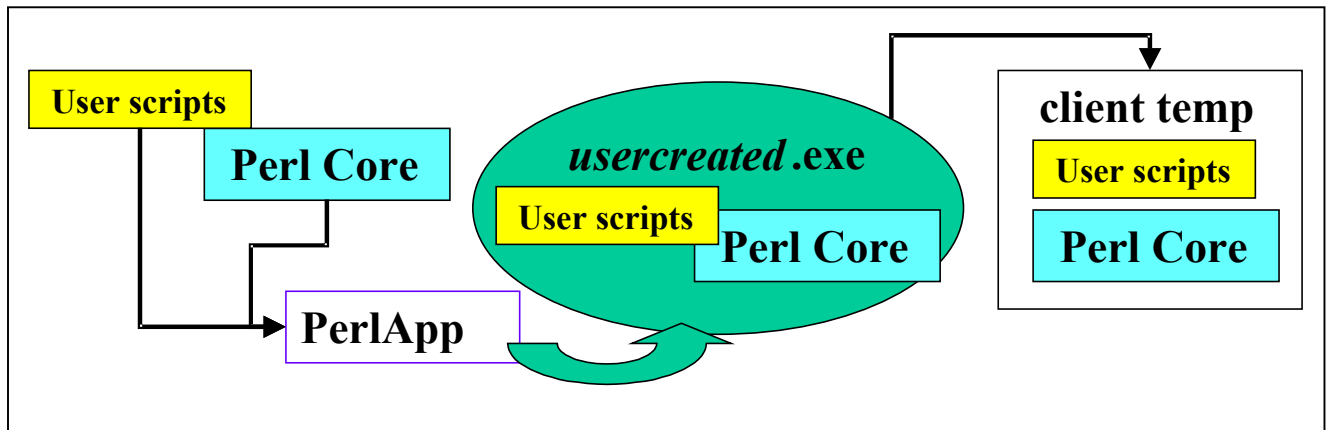 User scripts
Perl Core
PerlApp
usercreated.exe
User scripts
Perl Core
client temp
User scripts
Perl Core